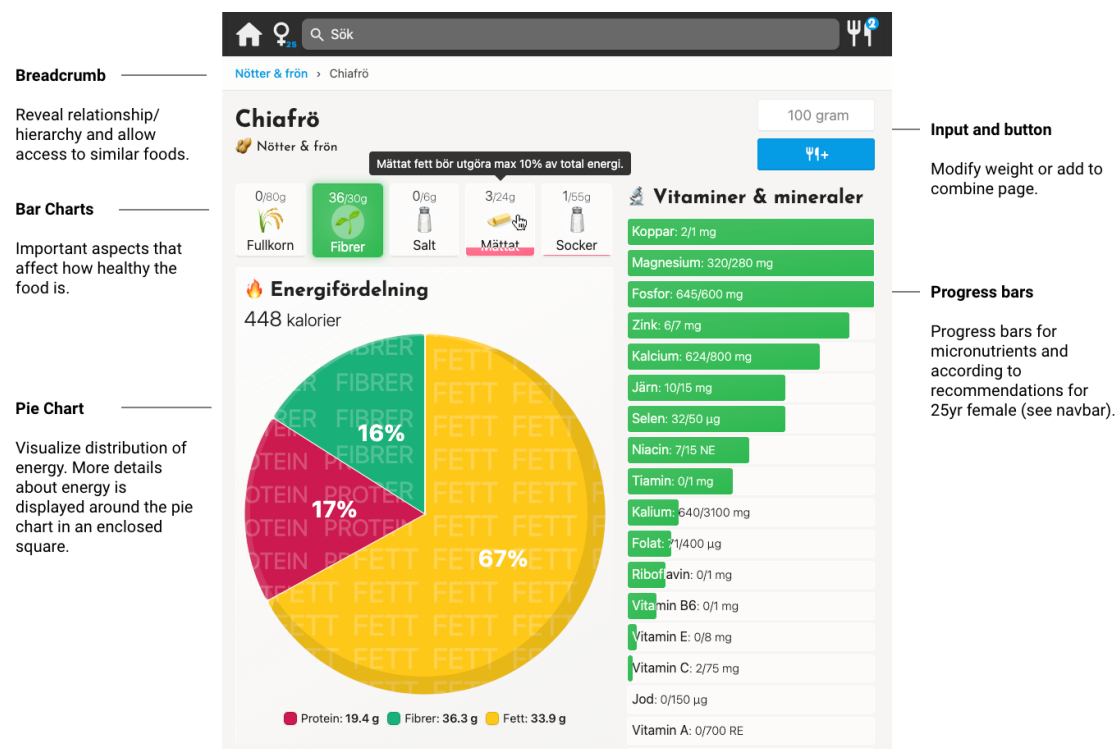 Breadcrumb
Reveal relationship/
hierarchy and allow
access to similar foods.
Bar Charts
Important aspects that
affect how healthy the
food is.
Pie Chart
Visualize distribution of
energy. More details
about energy is
displayed around the pie
chart in an enclosed
square.
25
Sök
2
Nötter & frön › Chiafrö
Chiafrö
Nötter & frön
100 gram
+
Mättat fett bör utgöra max 10% av total energi.
0/80g
Fullkorn
36/30g
Fibrer
0/6g
Salt
3/24g
Mättat
1/55g
Socker
Energifördelning
448 kalorier
FIBRER
FETT
PROTEIN
16%
17%
67%
Protein: 19.4 g Fibrer: 36.3 g Fett: 33.9 g
Vitaminer & mineraler
Koppar: 2/1 mg
Magnesium: 320/280 mg
Fosfor: 645/600 mg
Zink: 6/7 mg
Kalcium: 624/800 mg
Järn: 10/15 mg
Selen: 32/50 µg
Niacin: 7/15 NE
Tiamin: 0/1 mg
Kalium: 640/3100 mg
Folat: 71/400 µg
Riboflavin: 0/1 mg
Vitamin B6: 0/1 mg
Vitamin E: 0/8 mg
Vitamin C: 2/75 mg
Jod: 0/150 µg
Vitamin A: 0/700 RE
Input and button
Modify weight or add to
combine page.
Progress bars
Progress bars for
micronutrients and
according to
recommendations for
25yr female (see navbar).